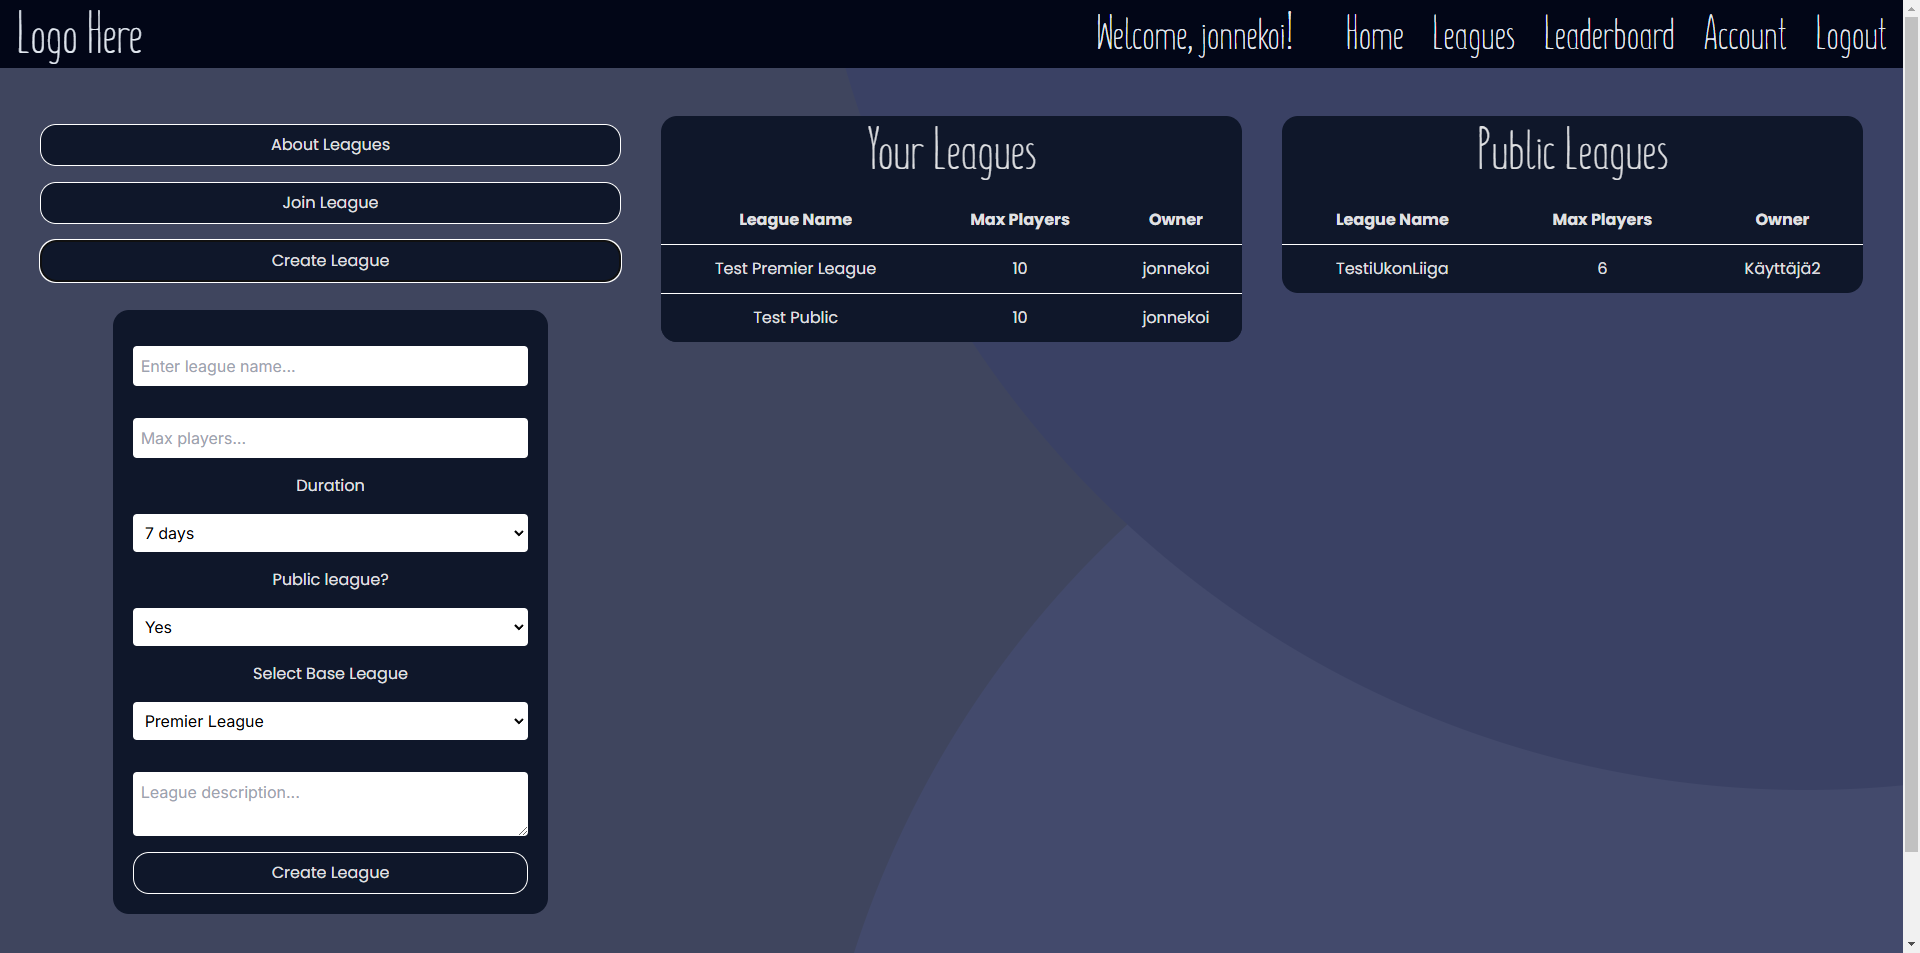 Logo Here
Welcome, jonnekoi! Home Leagues Leaderboard Account Logout
About Leagues
Join League
Create League
Enter league name...
Max players...
Duration
7 days
Public league?
Yes
Select Base League
Premier League
League description...
Create League
Your Leagues
League Name Max Players Owner
Test Premier League 10 jonnekoi
Test Public 10 jonnekoi
Public Leagues
League Name Max Players Owner
TestiUkonLiiga 6 Käyttäjä2